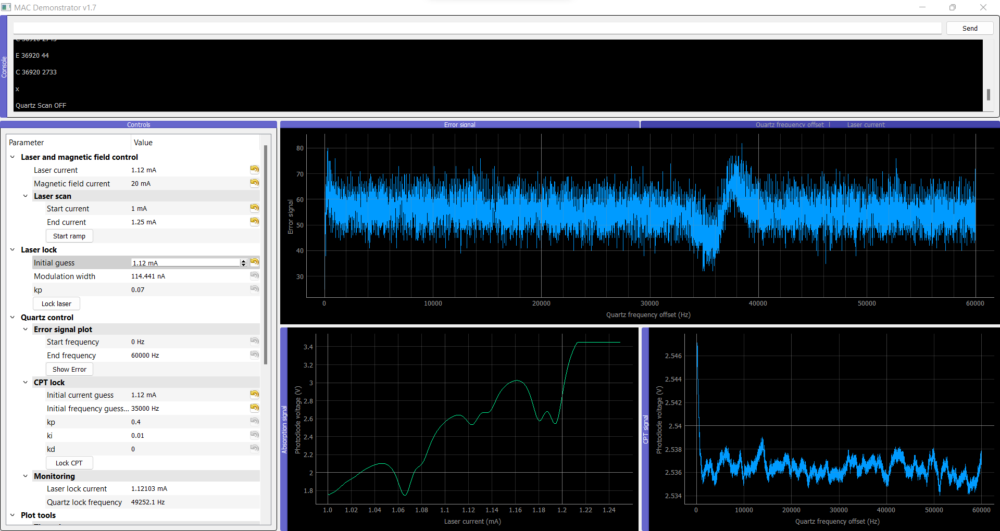 MAC Demonstrator v1.7
Send
Console
E 36920 44
C 36920 2733
x
Quartz Scan OFF
Controls
Parameter Value
Laser and magnetic field control
Laser current 1.12 mA
Magnetic field current 20 mA
Laser scan
Start current 1 mA
End current 1.25 mA
Start ramp
Laser lock
Initial guess 1.12 mA
Modulation width 114.441 nA
kp 0.07
Lock laser
Quartz control
Error signal plot
Start frequency 0 Hz
End frequency 60000 Hz
Show Error
CPT lock
Initial current guess 1.12 mA
Initial frequency guess... 35000 Hz
kp 0.4
ki 0.01
kd 0
Lock CPT
Monitoring
Laser lock current 1.12103 mA
Quartz lock frequency 49252.1 Hz
Plot tools
Error signal
Quartz frequency offset | Laser current
Error signal
80
70
60
50
40
30
0 10000 20000 30000 40000 50000 60000
Quartz frequency offset (Hz)
Absorption signal
Photodiode voltage (V)
3.4
3.2
3
2.8
2.6
2.4
2.2
2
1.8
1.0 1.02 1.04 1.06 1.08 1.1 1.12 1.14 1.16 1.18 1.2 1.22 1.24
Laser current (mA)
CPT signal
Photodiode voltage (V)
2.546
2.544
2.542
2.54
2.538
2.536
2.534
0 10000 20000 30000 40000 50000 60000
Quartz frequency offset (Hz)